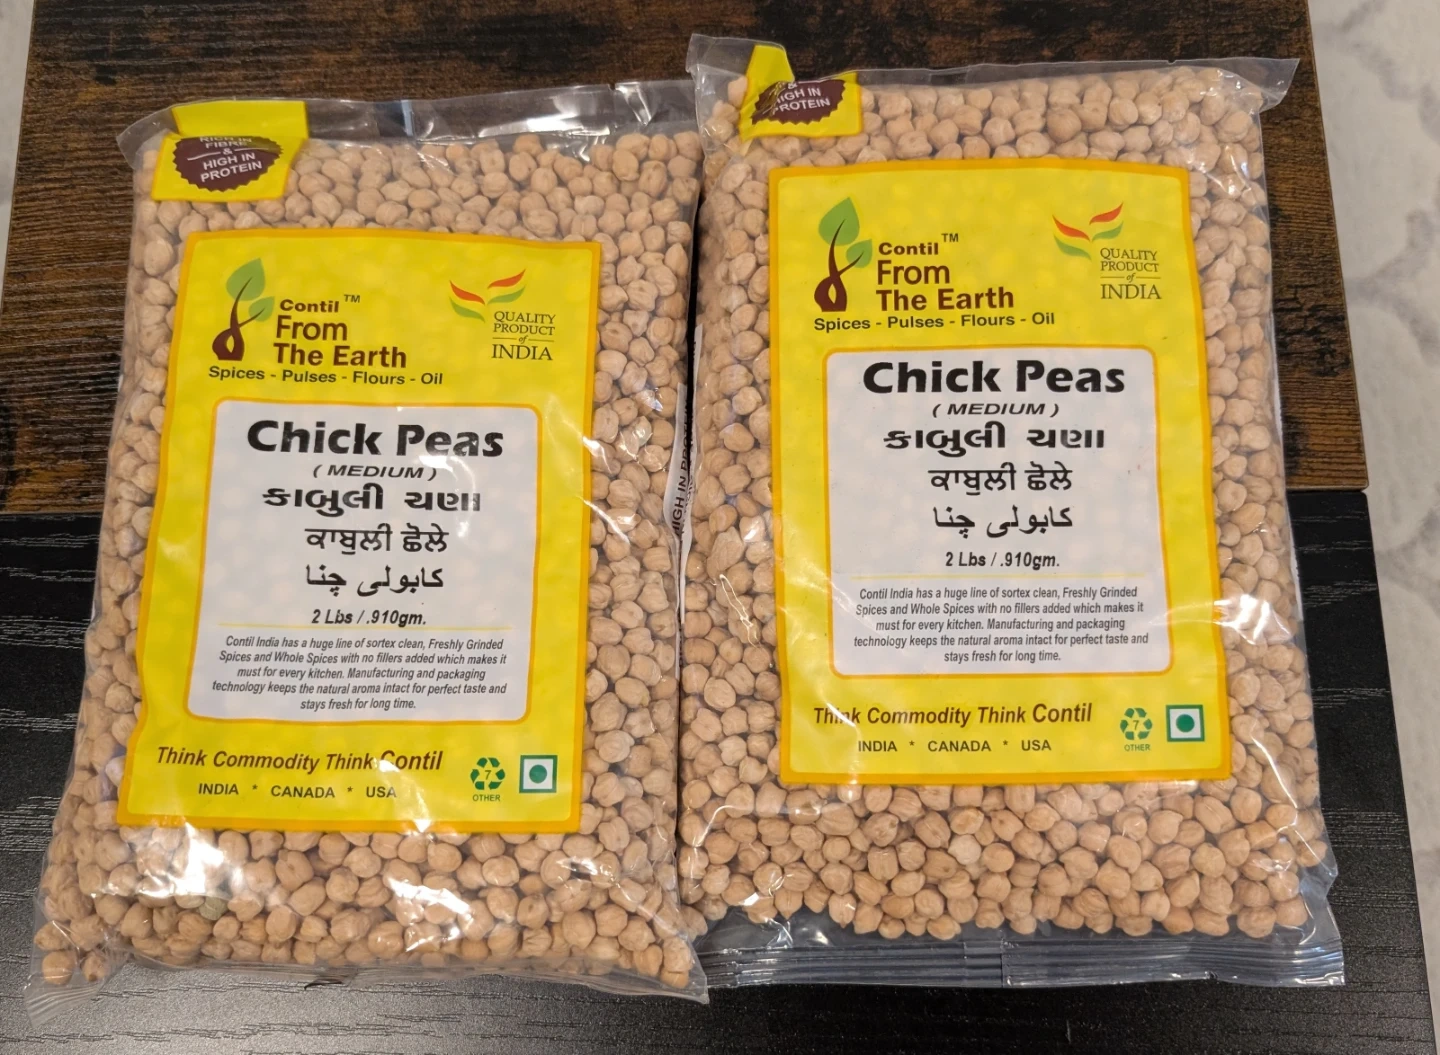 RICH IN
FIBRE
&
HIGH IN
PROTEIN
Contil™
From
The Earth
Spices - Pulses - Flours - Oil
QUALITY
PRODUCT
of
INDIA
Chick Peas
( MEDIUM )
કાબુલી ચણા
ਕਾਬੁਲੀ ਛੋਲੇ
کابولی چنا
2 Lbs / .910gm.
Contil India has a huge line of sortex clean, Freshly Grinded
Spices and Whole Spices with no fillers added which makes it
must for every kitchen. Manufacturing and packaging
technology keeps the natural aroma intact for perfect taste and
stays fresh for long time.
Think Commodity Think Contil
INDIA * CANADA * USA
7
OTHER
&
HIGH IN
PROTEIN
Contil™
From
The Earth
Spices - Pulses - Flours - Oil
QUALITY
PRODUCT
of
INDIA
Chick Peas
( MEDIUM )
કાબુલી ચણા
ਕਾਬੁਲੀ ਛੋਲੇ
کابولی چنا
2 Lbs / .910gm.
Contil India has a huge line of sortex clean, Freshly Grinded
Spices and Whole Spices with no fillers added which makes it
must for every kitchen. Manufacturing and packaging
technology keeps the natural aroma intact for perfect taste and
stays fresh for long time.
Think Commodity Think Contil
INDIA * CANADA * USA
7
OTHER